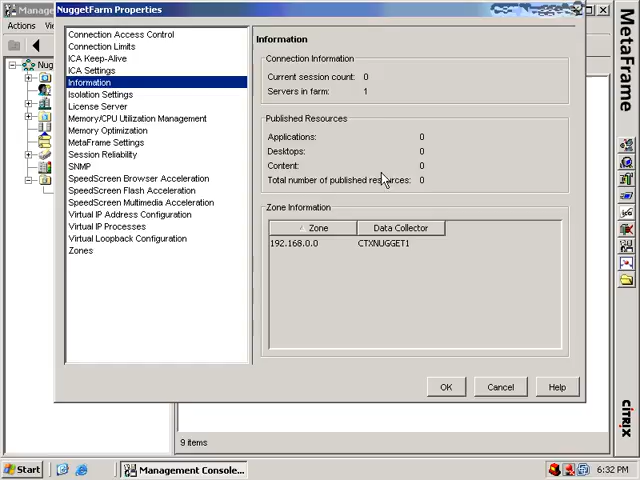 NuggetFarm Properties
Actions
Connection Access Control
Connection Limits
ICA Keep-Alive
ICA Settings
Information
Isolation Settings
License Server
Memory/CPU Utilization Management
Memory Optimization
MetaFrame Settings
Session Reliability
SNMP
SpeedScreen Browser Acceleration
SpeedScreen Flash Acceleration
SpeedScreen Multimedia Acceleration
Virtual IP Address Configuration
Virtual IP Processes
Virtual Loopback Configuration
Zones
Information
Connection Information
Current session count: 0
Servers in farm: 1
Published Resources
Applications: 0
Desktops: 0
Content: 0
Total number of published resources: 0
Zone Information
Zone Data Collector
192.168.0.0 CTXNUGGET1
OK Cancel Help
9 items
MetaFrame
CITRIX
Start
Management Console...
6:32 PM